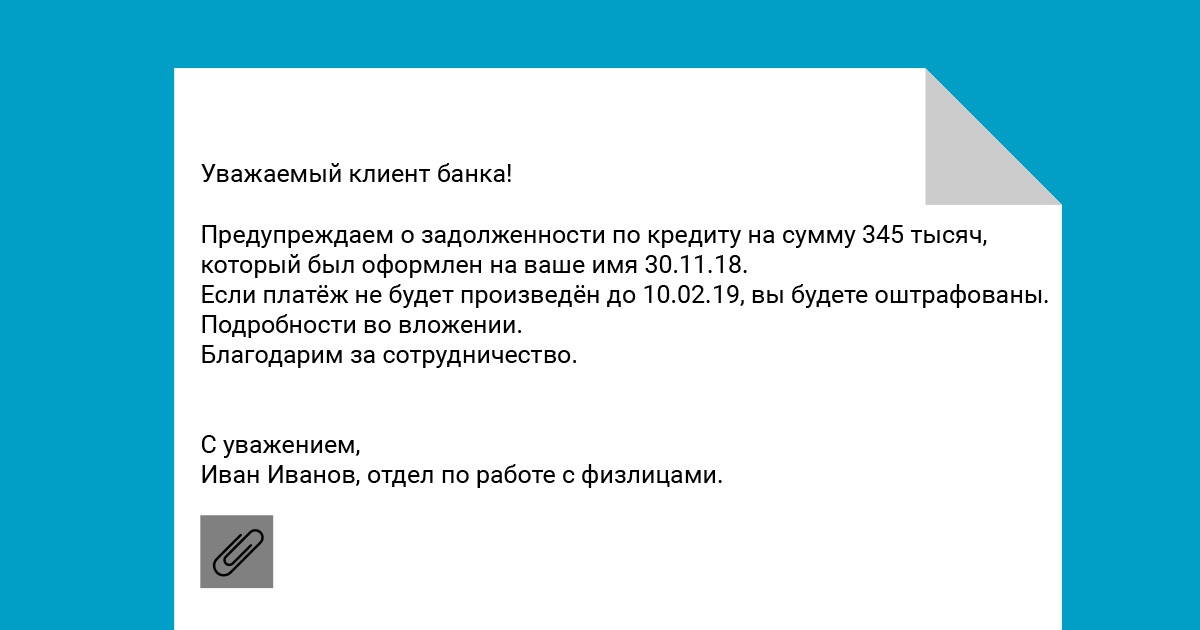 Уважаемый клиент банка!
Предупреждаем о задолженности по кредиту на сумму 345 тысяч,
который был оформлен на ваше имя 30.11.18.
Если платёж не будет произведён до 10.02.19, вы будете оштрафованы.
Подробности во вложении.
Благодарим за сотрудничество.
С уважением,
Иван Иванов, отдел по работе с физлицами.